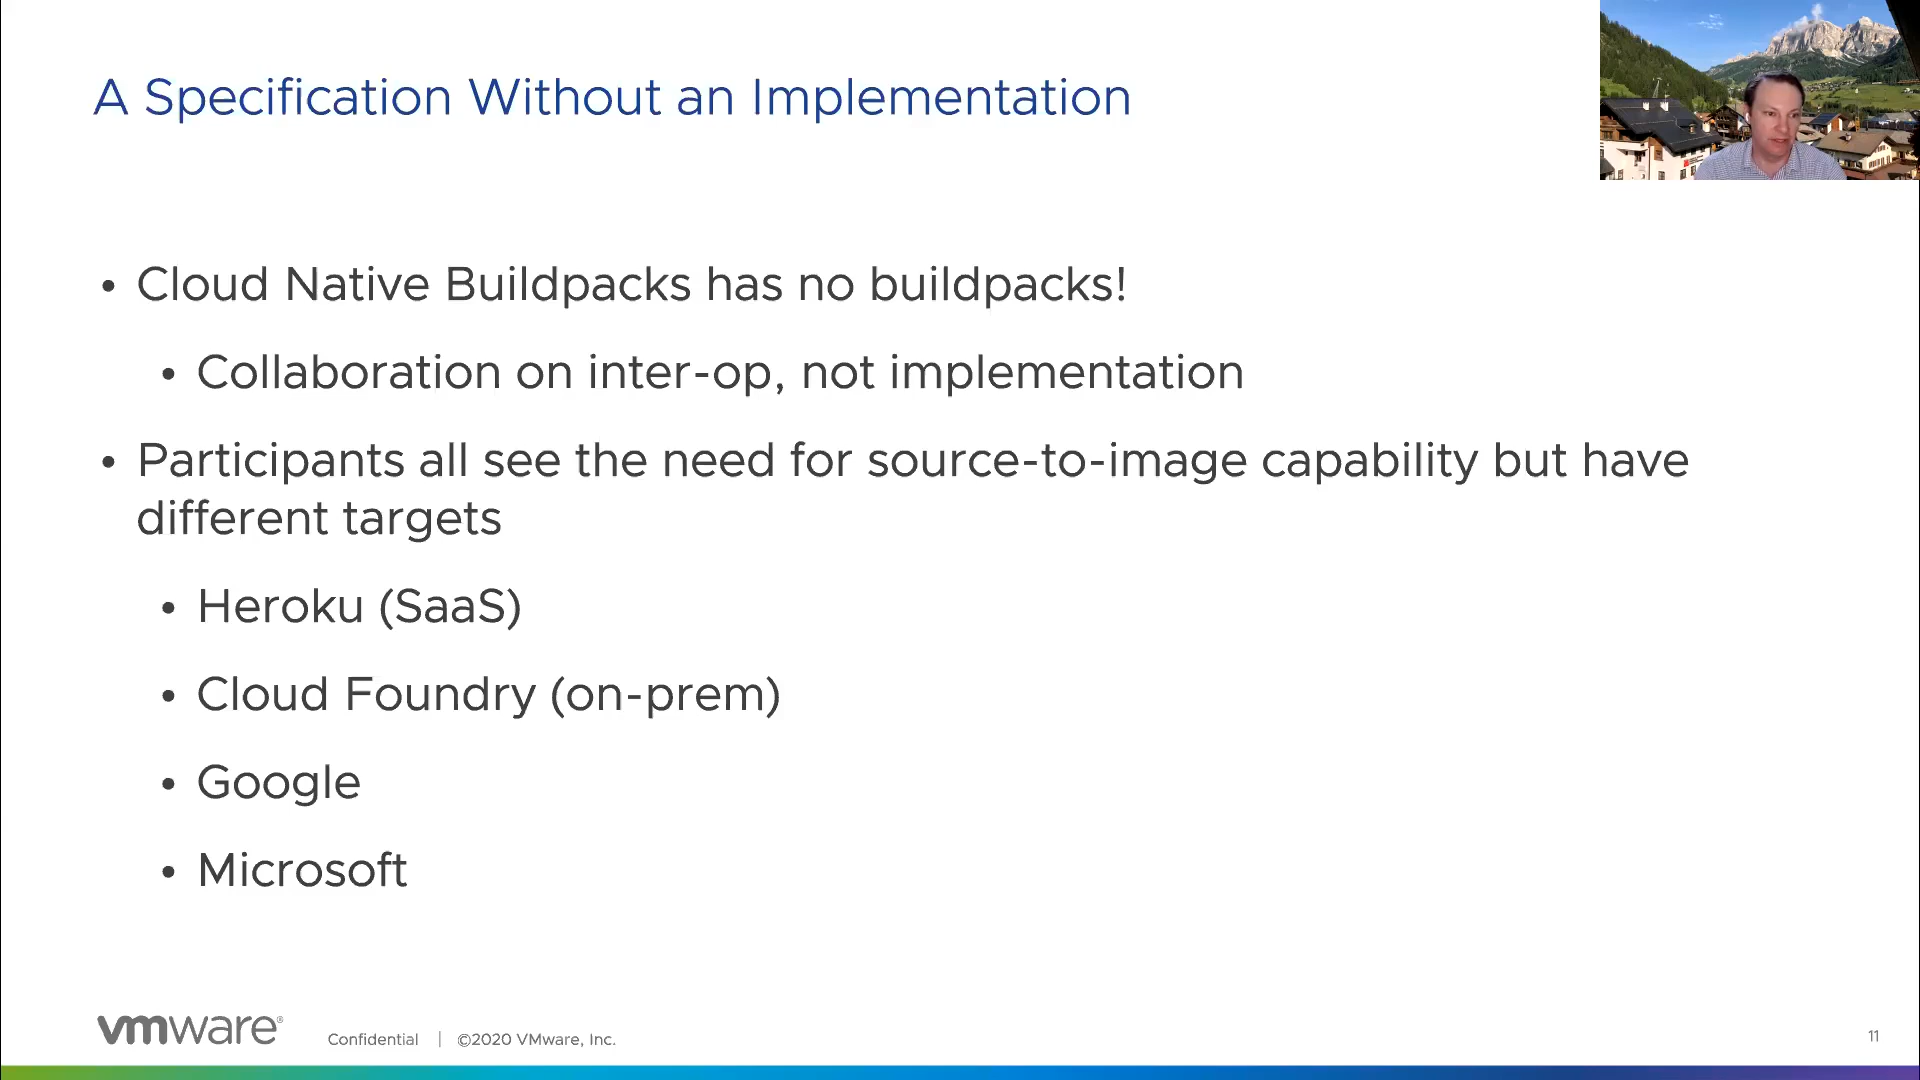 A Specification Without an Implementation
• Cloud Native Buildpacks has no buildpacks!
• Collaboration on inter-op, not implementation
• Participants all see the need for source-to-image capability but have
different targets
• Heroku (SaaS)
• Cloud Foundry (on-prem)
• Google
• Microsoft
vmware®
Confidential | ©2020 VMware, Inc.
11